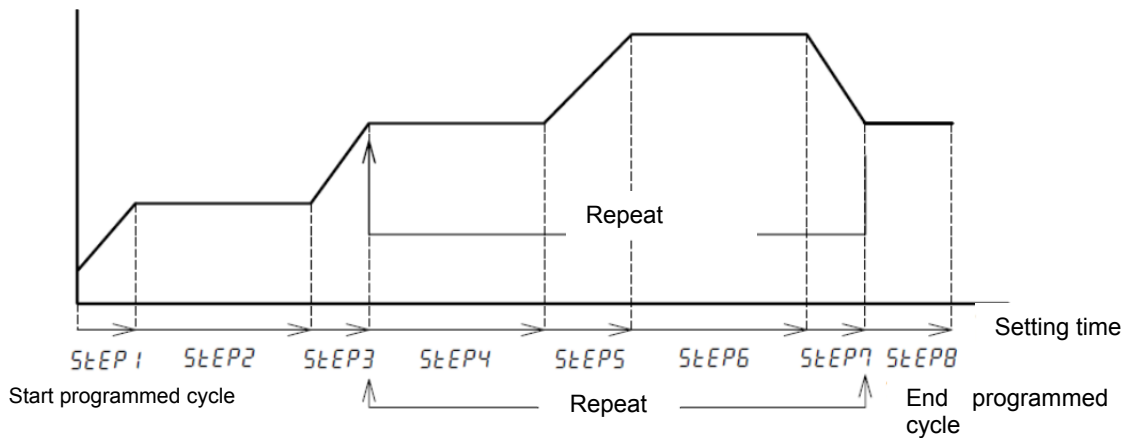 Repeat
Setting time
StEP1 StEP2 StEP3 StEP4 StEP5 StEP6 StEP7 StEP8
Start programmed cycle
Repeat
End programmed
cycle